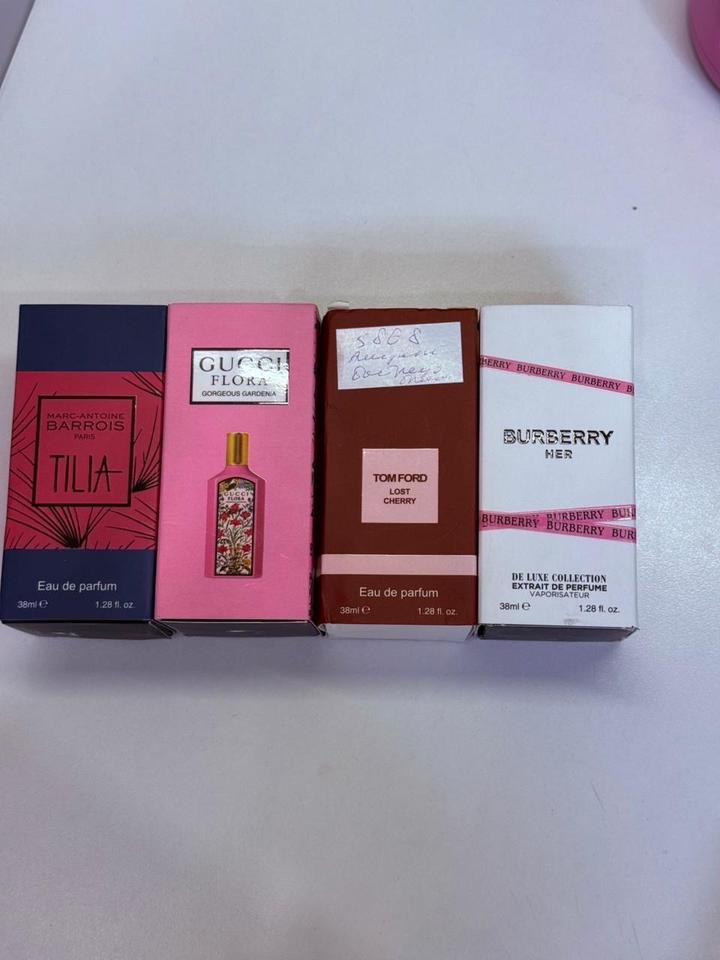 MARC-ANTOINE
BARROIS
PARIS
TILIA
Eau de parfum
38ml ℮ 1.28 fl. oz.
GUCCI
FLORA
GORGEOUS GARDENIA
GUCCI
FLORA
5868
TOM FORD
LOST
CHERRY
Eau de parfum
38ml ℮ 1.28 fl. oz.
BERRY BURBERRY BURBERRY B
BURBERRY
HER
BURBERRY BURBERRY BUR
BURBERRY BURBERRY BUR
DE LUXE COLLECTION
EXTRAIT DE PERFUME
VAPORISATEUR
38ml ℮ 1.28 fl. oz.